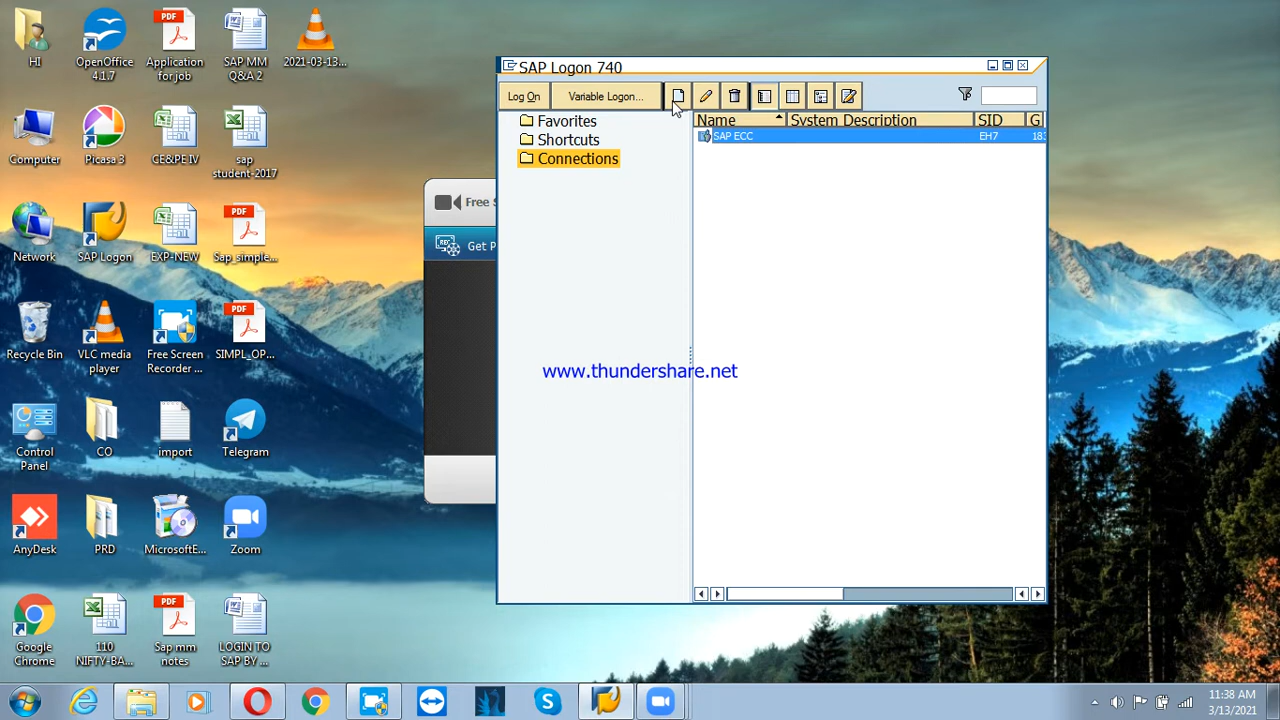 HI
OpenOffice 4.1.7
PDF
Application for job
SAP MM Q&A 2
2021-03-13...
Computer
Picasa 3
CE&PE IV
sap student-2017
Network
SAP Logon
EXP-NEW
PDF
Sap_simple...
Recycle Bin
VLC media player
Free Screen Recorder ...
PDF
SIMPL_OP...
Control Panel
CO
import
Telegram
AnyDesk
PRD
MicrosoftE...
Zoom
Google Chrome
110 NIFTY-BA...
PDF
Sap mm notes
LOGIN TO SAP BY ...
Free S
REC
Get P
SAP Logon 740
Log On
Variable Logon...
Favorites
Shortcuts
Connections
Name
System Description
SID
G
SAP ECC
EH7
183
www.thundershare.net
11:38 AM
3/13/2021